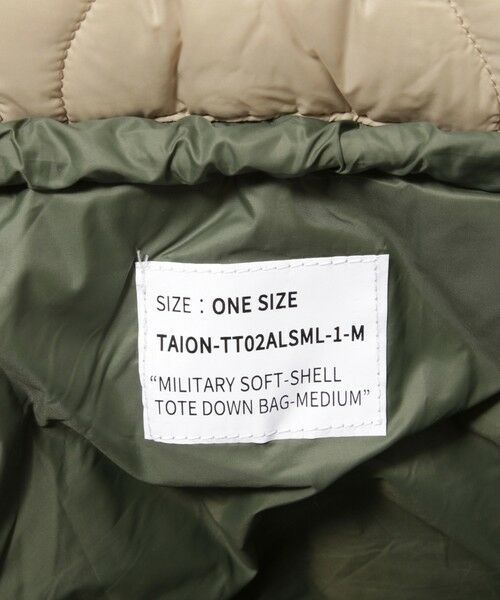 SIZE : ONE SIZE
TAION-TT02ALSML-1-M
“MILITARY SOFT-SHELL
TOTE DOWN BAG-MEDIUM”